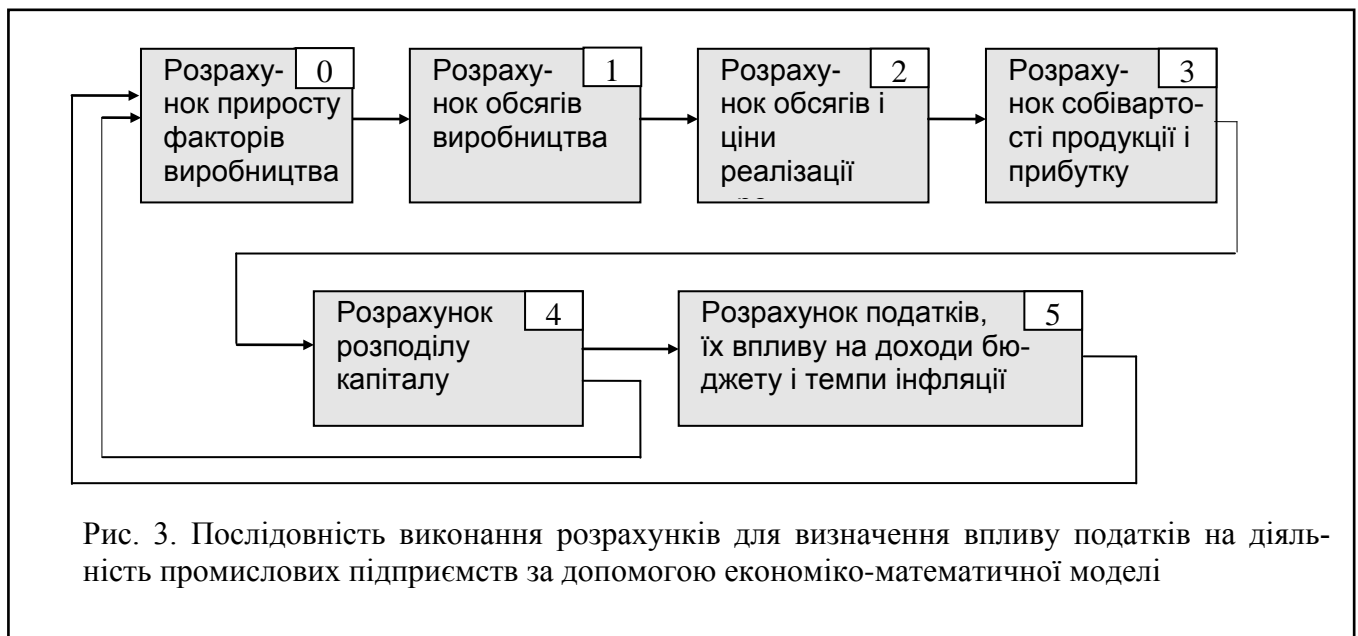 Розраху-
нок приросту
факторів
виробництва
0
Розраху-
нок обсягів
виробництва
1
Розраху-
нок обсягів і
ціни
реалізації
2
Розраху-
нок собіварто-
сті продукції і
прибутку
3
Розрахунок
розподілу
капіталу
4
Розрахунок податків,
їх впливу на доходи бю-
джету і темпи інфляції
5
Рис. 3. Послідовність виконання розрахунків для визначення впливу податків на діяль-
ність промислових підприємств за допомогою економіко-математичної моделі